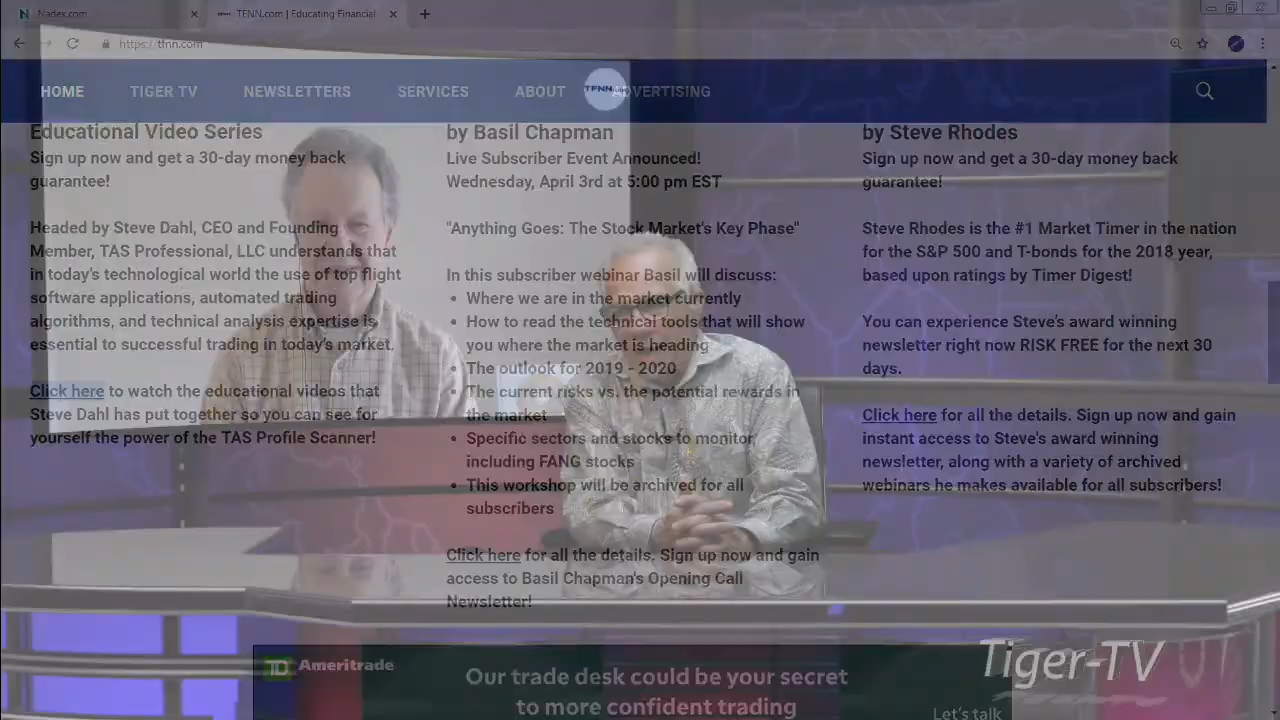 Nadex.com
TFNN.com | Educating Financial
https://tfnn.com
HOME
TIGER TV
NEWSLETTERS
SERVICES
ABOUT
TFNN.com
ADVERTISING
Educational Video Series
Sign up now and get a 30-day money back
guarantee!
Headed by Steve Dahl, CEO and Founding
Member, TAS Professional, LLC understands that
in today's technological world the use of top flight
software applications, automated trading
algorithms, and technical analysis expertise is
essential to successful trading in today's market.
Click here to watch the educational videos that
Steve Dahl has put together so you can see for
yourself the power of the TAS Profile Scanner!
by Basil Chapman
Live Subscriber Event Announced!
Wednesday, April 3rd at 5:00 pm EST
"Anything Goes: The Stock Market's Key Phase"
In this subscriber webinar Basil will discuss:
• Where we are in the market currently
• How to read the technical tools that will show
you where the market is heading
• The outlook for 2019 - 2020
• The current risks vs. the potential rewards in
the market
• Specific sectors and stocks to monitor
including FANG stocks
• This workshop will be archived for all
subscribers
Click here for all the details. Sign up now and gain
access to Basil Chapman's Opening Call
Newsletter!
by Steve Rhodes
Sign up now and get a 30-day money back
guarantee!
Steve Rhodes is the #1 Market Timer in the nation
for the S&P 500 and T-bonds for the 2018 year,
based upon ratings by Timer Digest!
You can experience Steve's award winning
newsletter right now RISK FREE for the next 30
days.
Click here for all the details. Sign up now and gain
instant access to Steve's award winning
newsletter, along with a variety of archived
webinars he makes available for all subscribers!
TD Ameritrade
Our trade desk could be your secret
to more confident trading
Let's talk
Tiger-TV